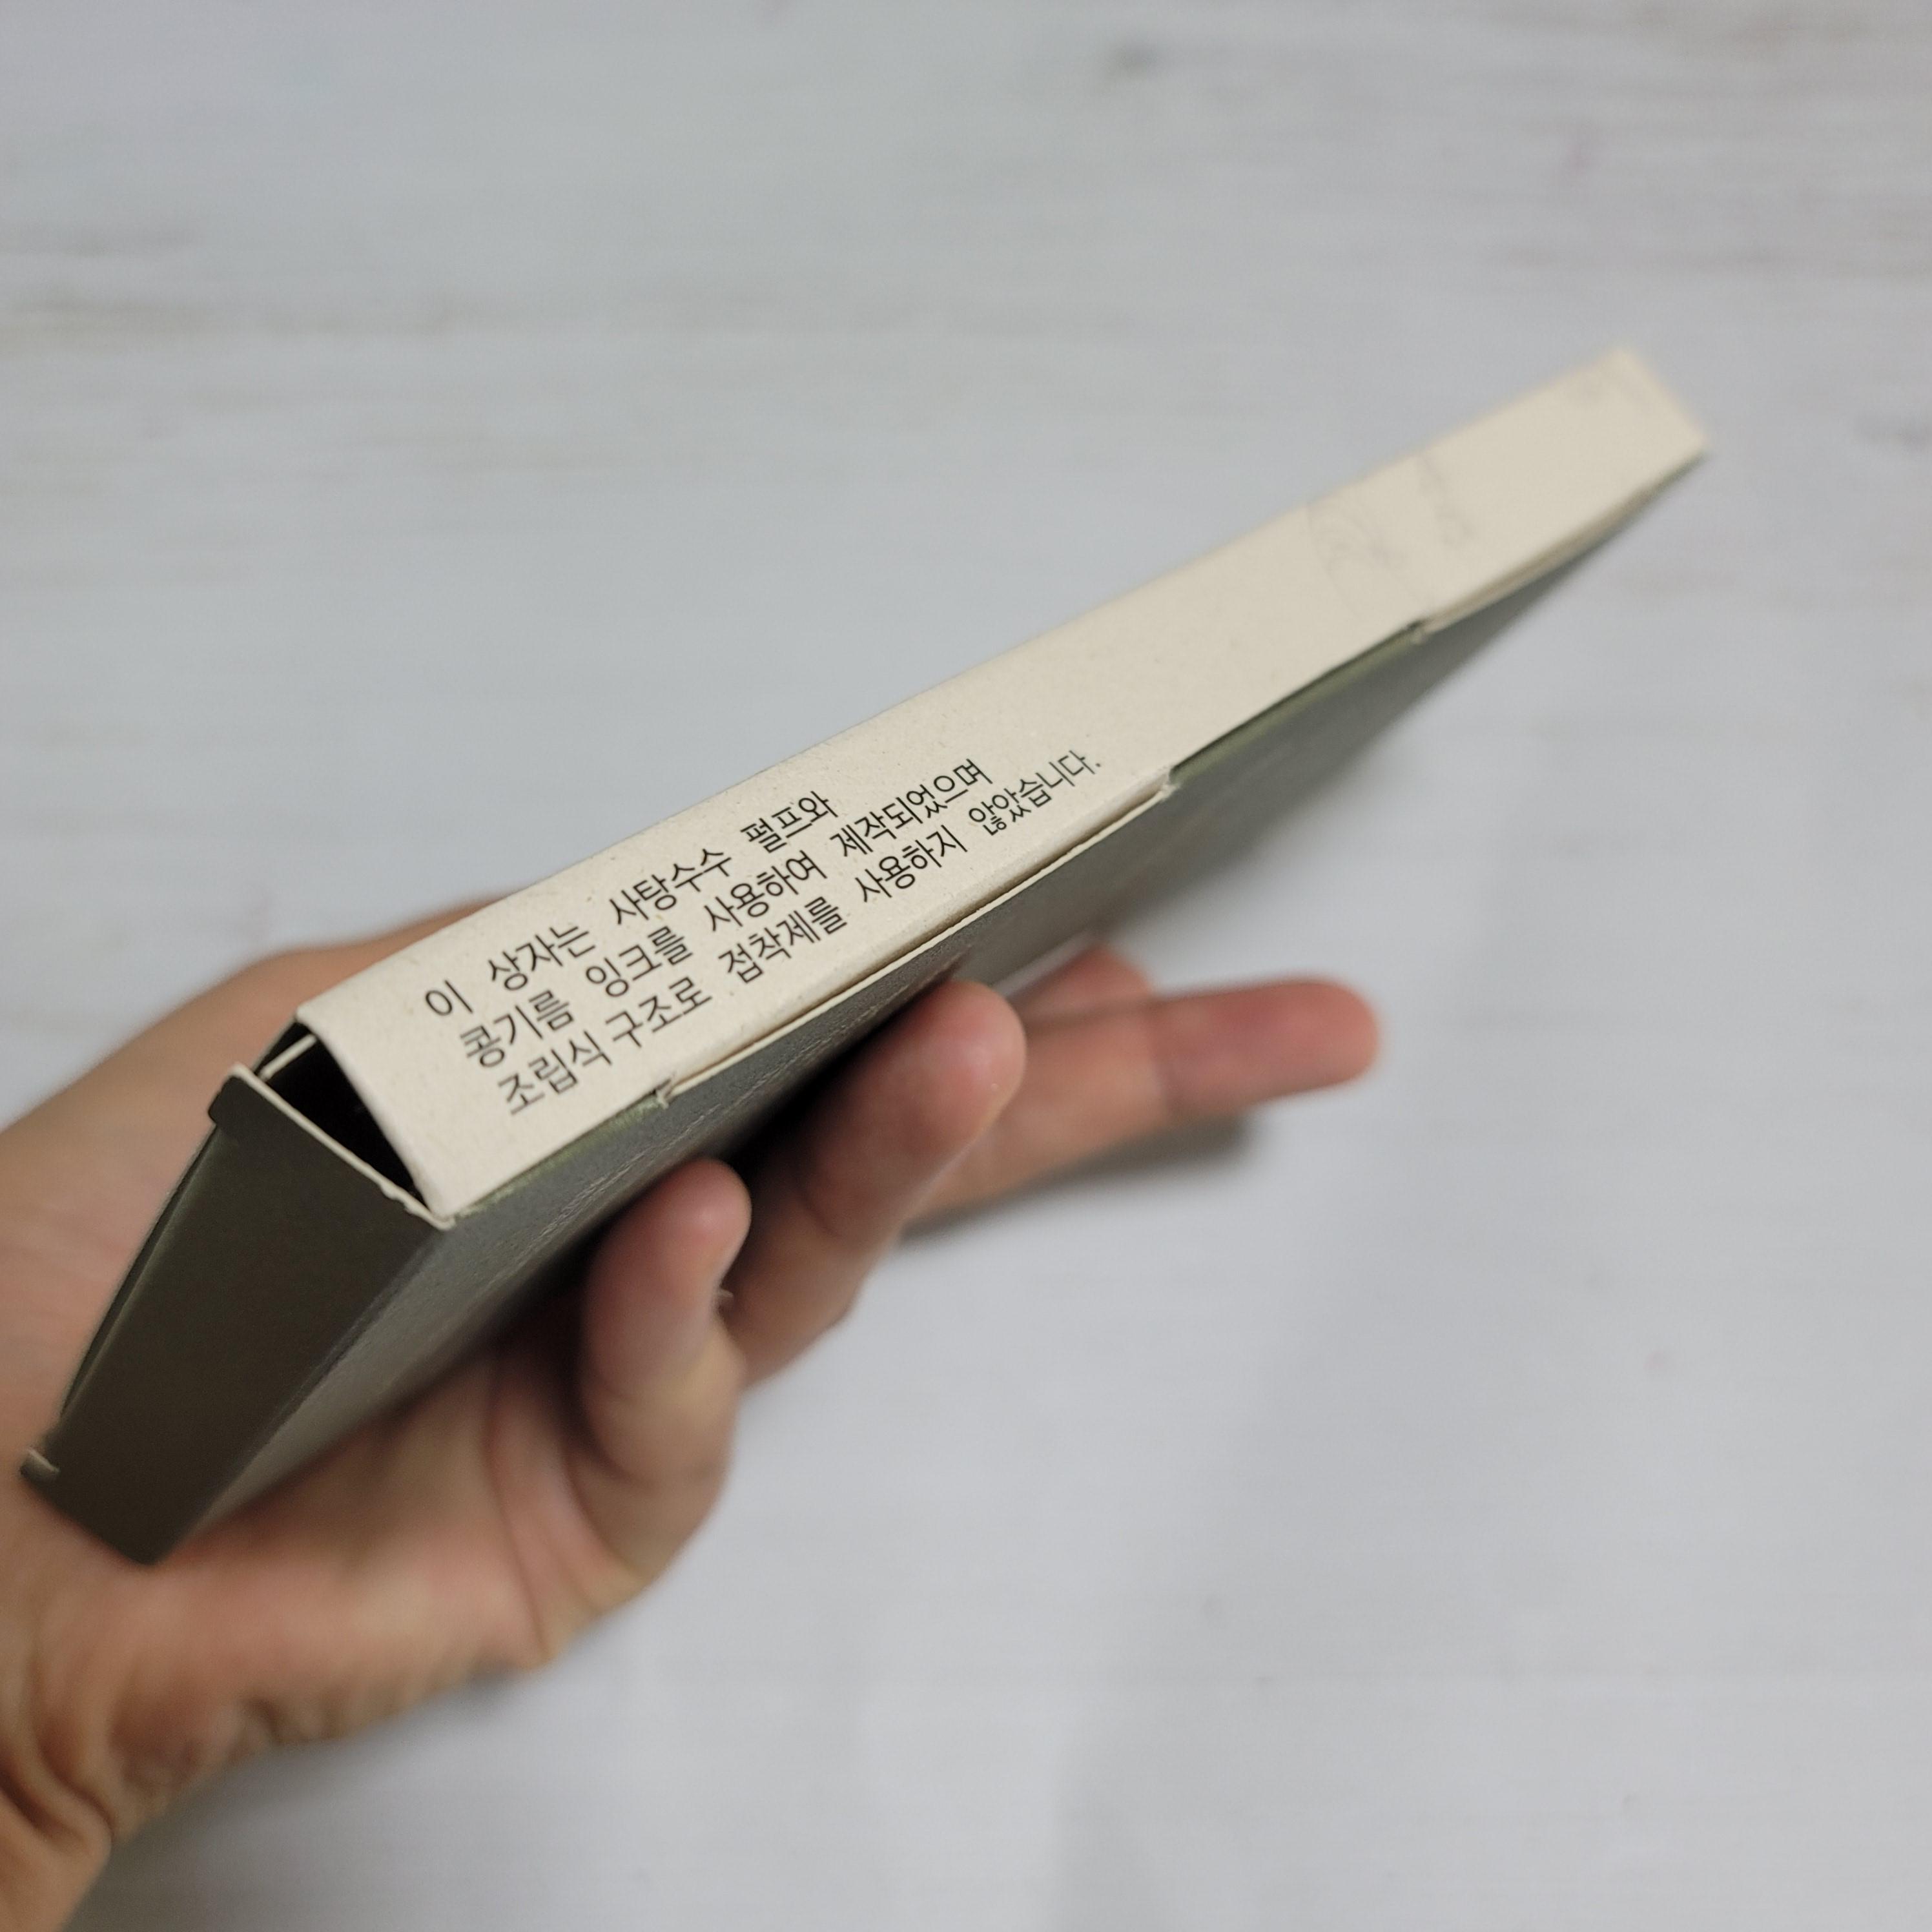 이 상자는 사탕수수 펄프와
콩기름 잉크를 사용하여 제작되었으며
조립식 구조로 접착제를 사용하지 않았습니다.